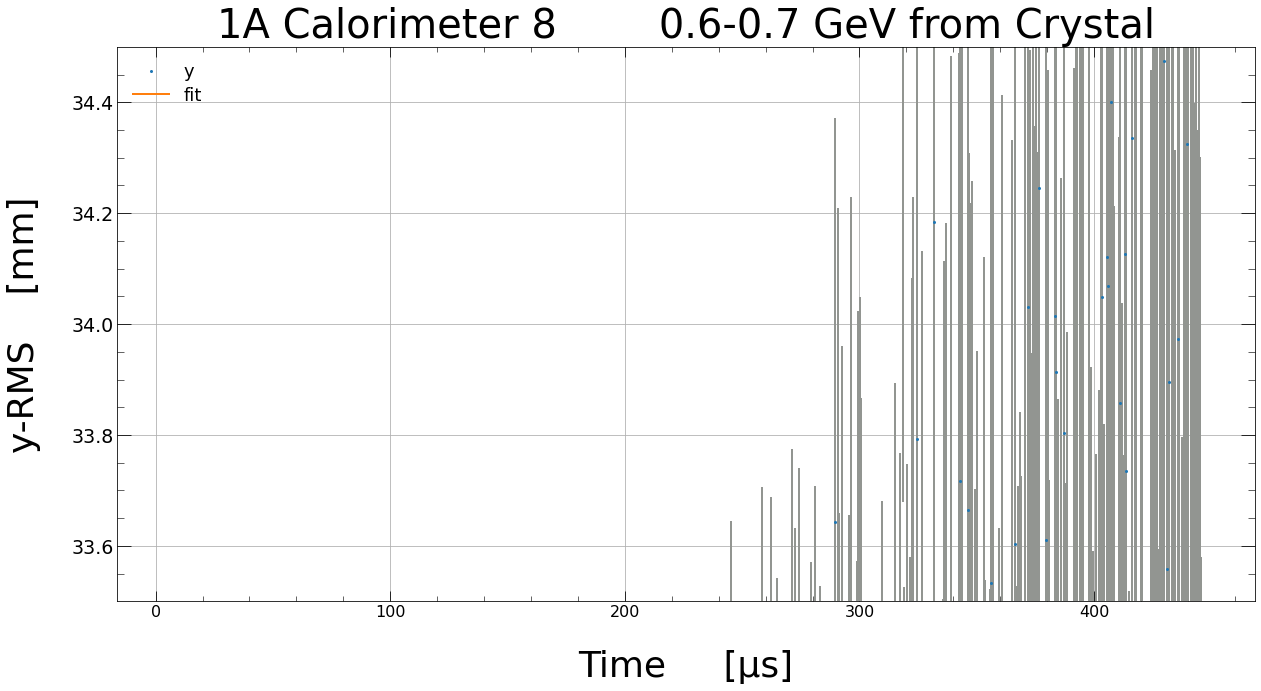 1A Calorimeter 8 0.6-0.7 GeV from Crystal
y
fit
34.4
34.2
34.0
33.8
33.6
y-RMS [mm]
0 100 200 300 400
Time [μs]